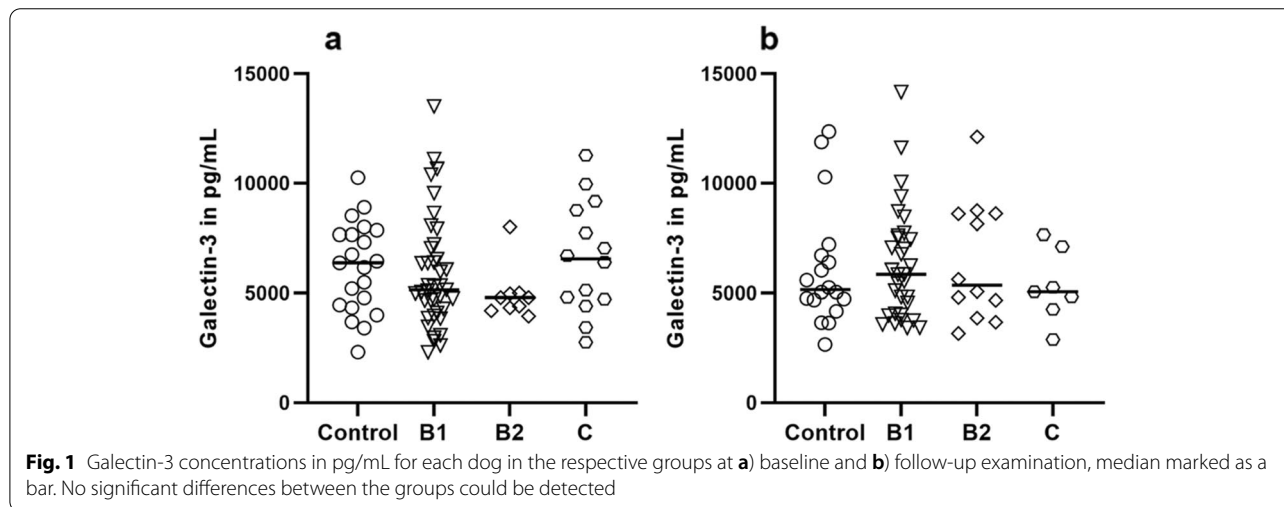 a
b
Galectin-3 in pg/mL
15000
10000
5000
0
Control B1 B2 C
Galectin-3 in pg/mL
15000
10000
5000
0
Control B1 B2 C
Fig. 1 Galectin-3 concentrations in pg/mL for each dog in the respective groups at a) baseline and b) follow-up examination, median marked as a
bar. No significant differences between the groups could be detected